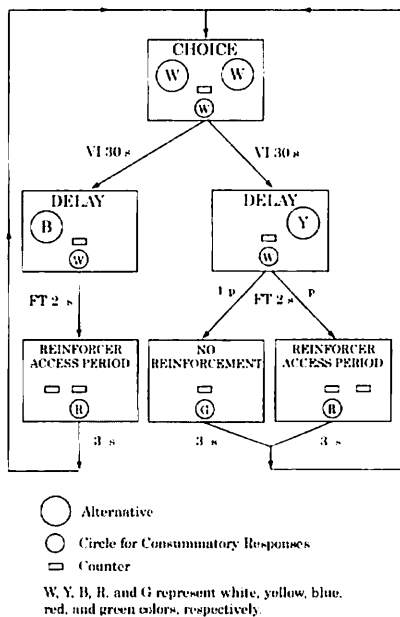 CHOICE
W W
W
VI 30 s VI 30 s
DELAY DELAY
B Y
W W
FT 2 s 1 p FT 2 s p
REINFORCER ACCESS PERIOD
NO REINFORCEMENT
REINFORCER ACCESS PERIOD
R G R
3 s 3 s 3 s
Alternative
Circle for Consummatory Responses
Counter
W, Y, B, R, and G represent white, yellow, blue,
red, and green colors, respectively.